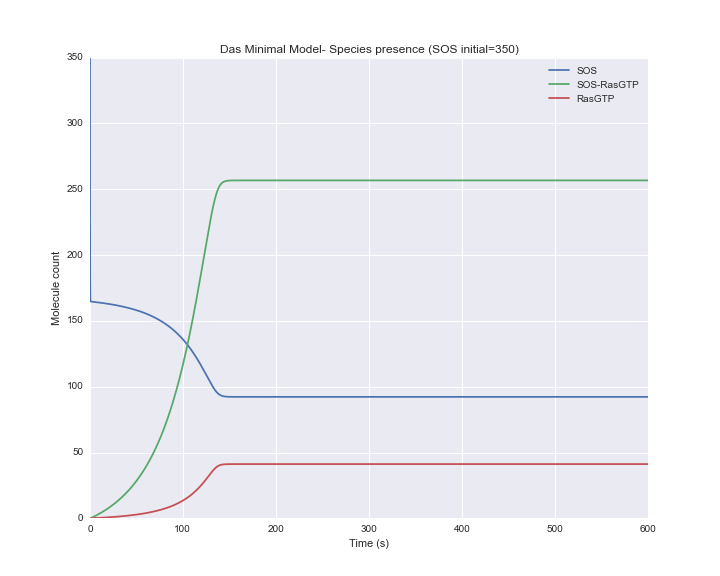 Das Minimal Model- Species presence (SOS initial=350)
SOS
SOS-RasGTP
RasGTP
Molecule count
350
300
250
200
150
100
50
0
0 100 200 300 400 500 600
Time (s)